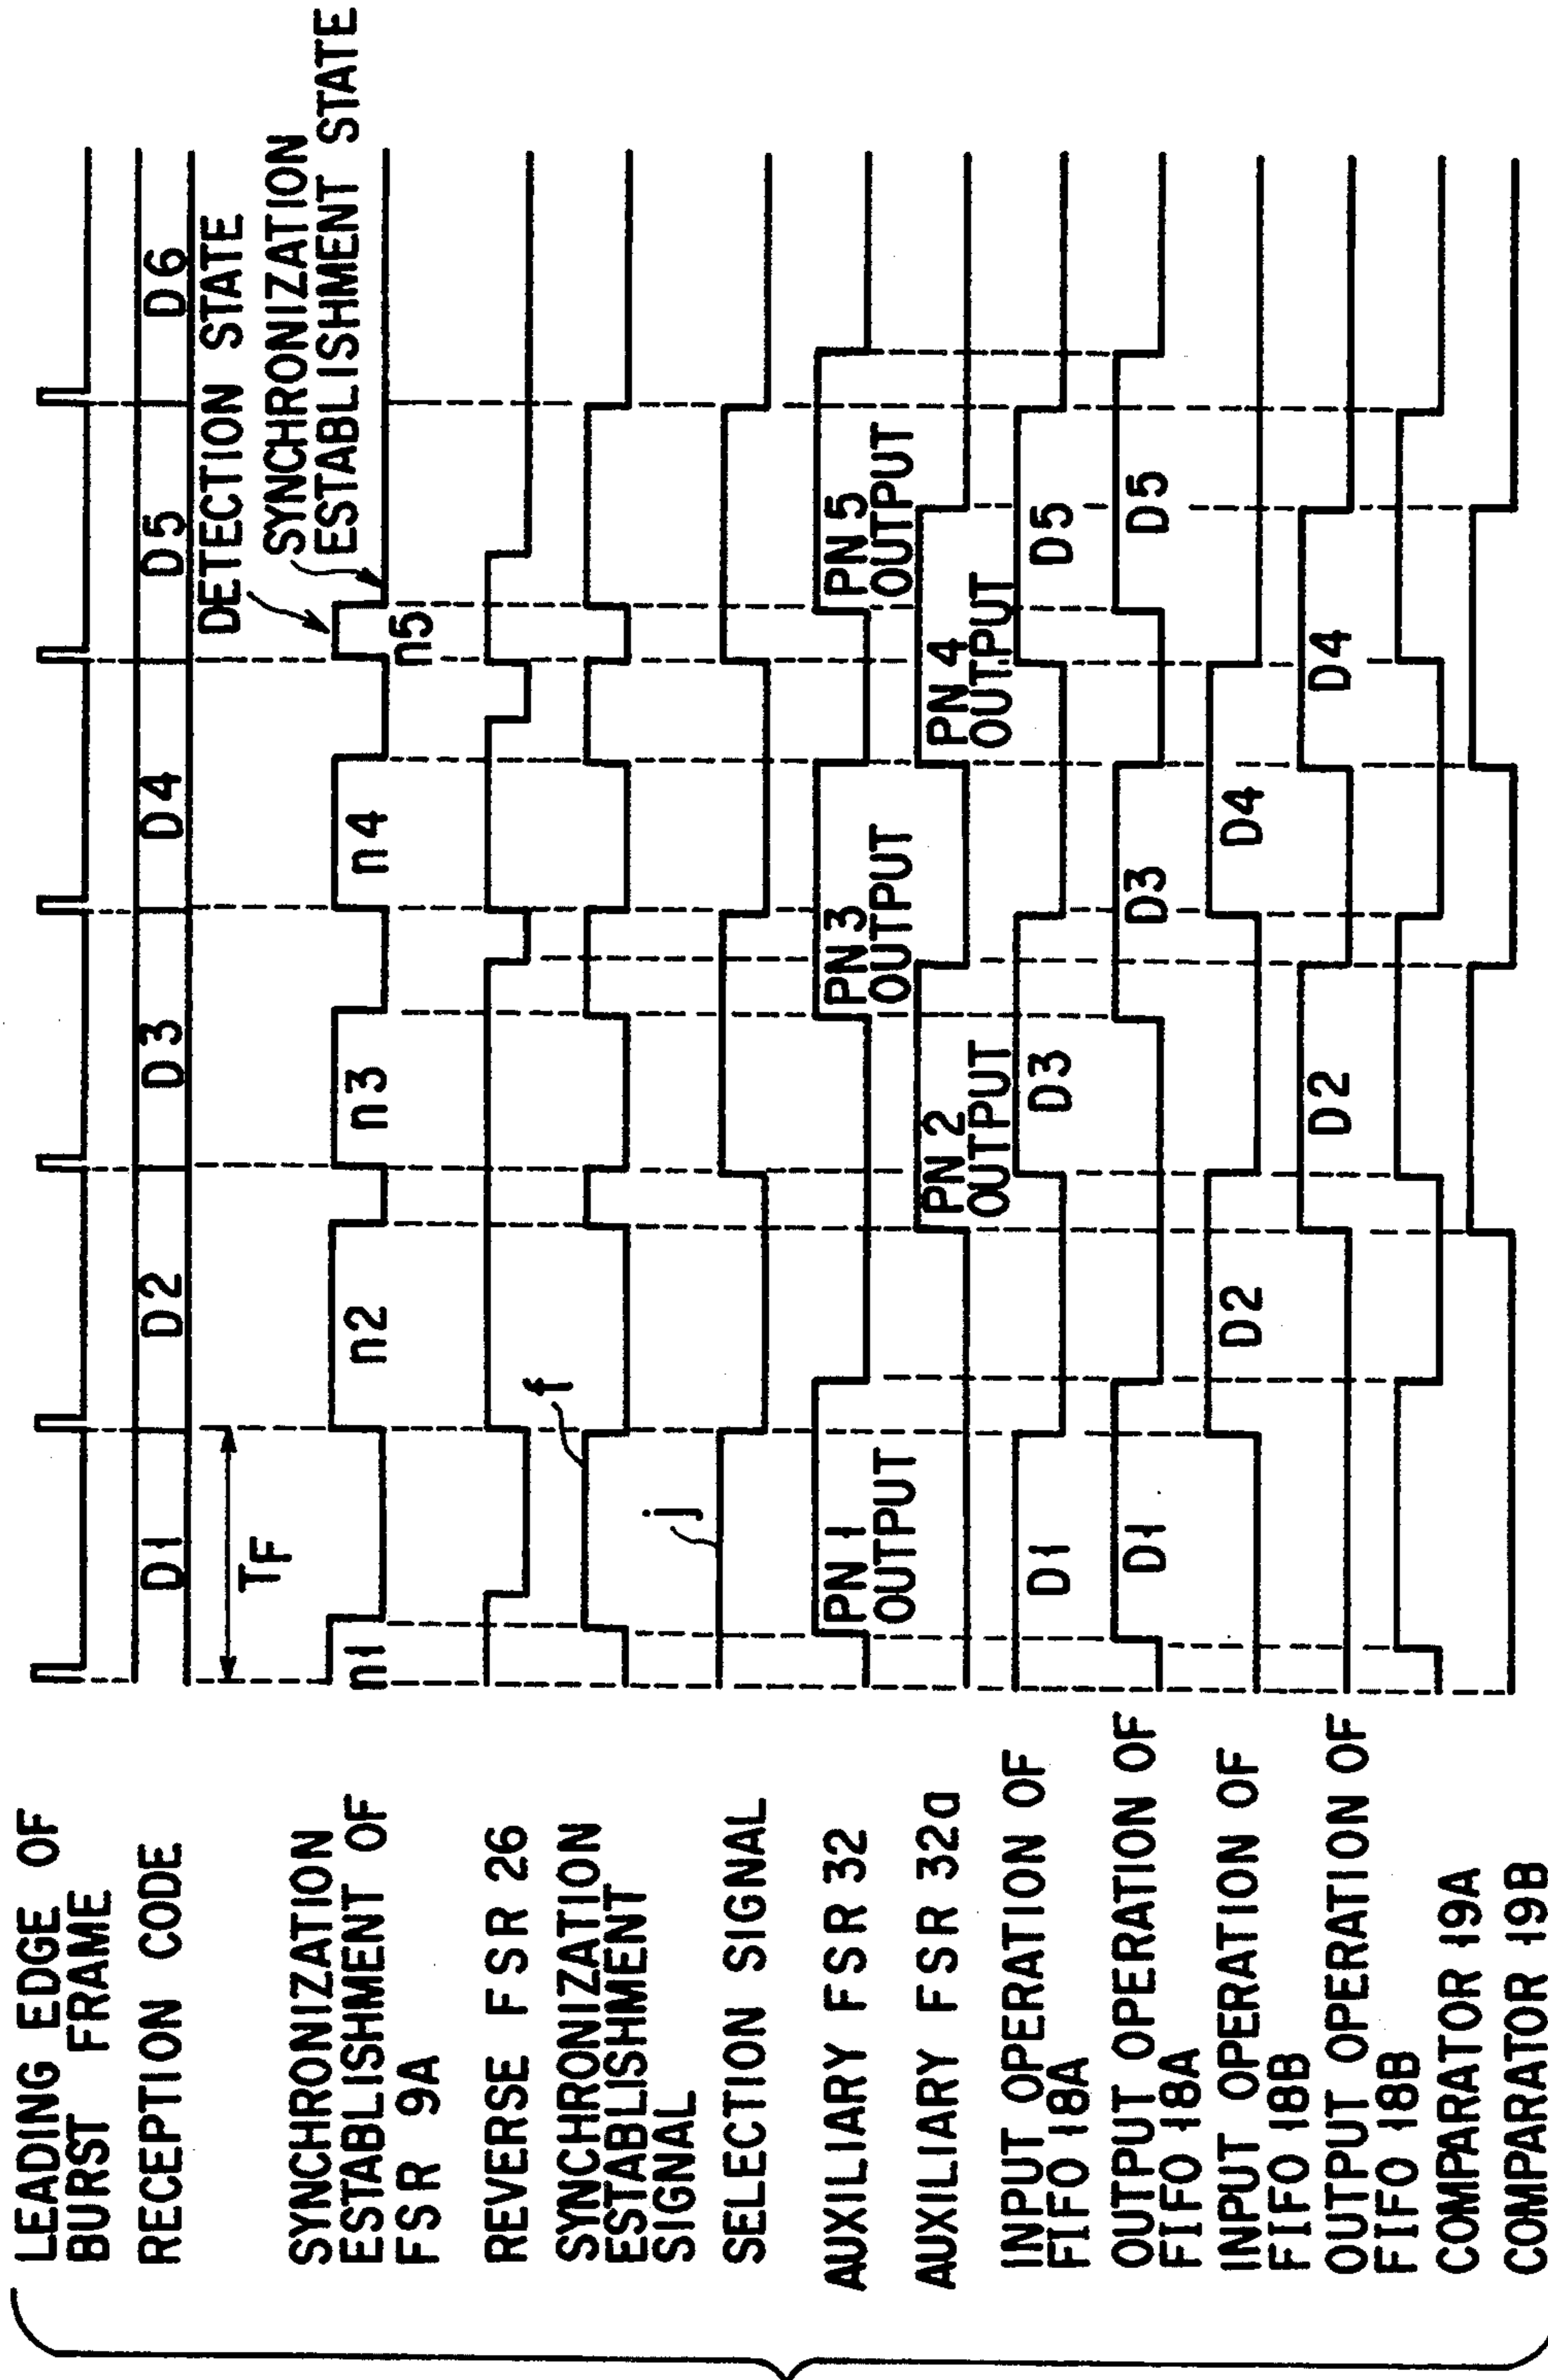 LEADING EDGE OF
BURST FRAME
RECEPTION CODE
D1
D2
D3
D4
D5
D6
TF
DETECTION STATE
SYNCHRONIZATION
ESTABLISHMENT STATE
SYNCHRONIZATION
ESTABLISHMENT OF
FSR 9A
n1
n2
n3
n4
n5
REVERSE FSR 26
SYNCHRONIZATION
ESTABLISHMENT
SIGNAL
f
SELECTION SIGNAL
j
AUXILIARY FSR 32
PN 1
OUTPUT
PN 3
OUTPUT
PN 5
OUTPUT
AUXILIARY FSR 32a
PN 2
OUTPUT
PN 4
OUTPUT
INPUT OPERATION OF
FIFO 18A
D1
D3
D5
OUTPUT OPERATION OF
FIFO 18A
D1
D3
D5
INPUT OPERATION OF
FIFO 18B
D2
D4
OUTPUT OPERATION OF
FIFO 18B
D2
D4
COMPARATOR 19A
COMPARATOR 19B